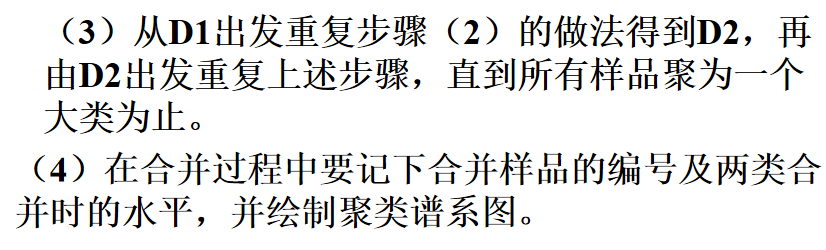 （3）从D1出发重复步骤（2）的做法得到D2，再
由D2出发重复上述步骤，直到所有样品聚为一个
大类为止。
（4）在合并过程中要记下合并样品的编号及两类合
并时的水平，并绘制聚类谱系图。